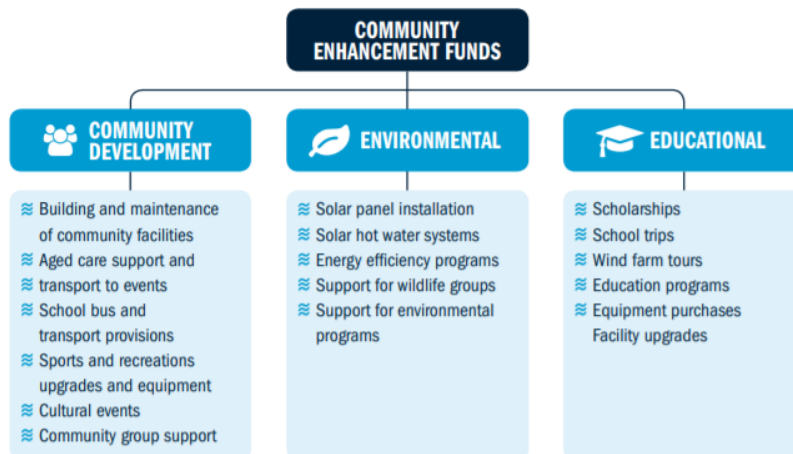 COMMUNITY
ENHANCEMENT FUNDS
COMMUNITY
DEVELOPMENT
Building and maintenance
of community facilities
Aged care support and
transport to events
School bus and
transport provisions
Sports and recreations
upgrades and equipment
Cultural events
Community group support
ENVIRONMENTAL
Solar panel installation
Solar hot water systems
Energy efficiency programs
Support for wildlife groups
Support for environmental
programs
EDUCATIONAL
Scholarships
School trips
Wind farm tours
Education programs
Equipment purchases
Facility upgrades